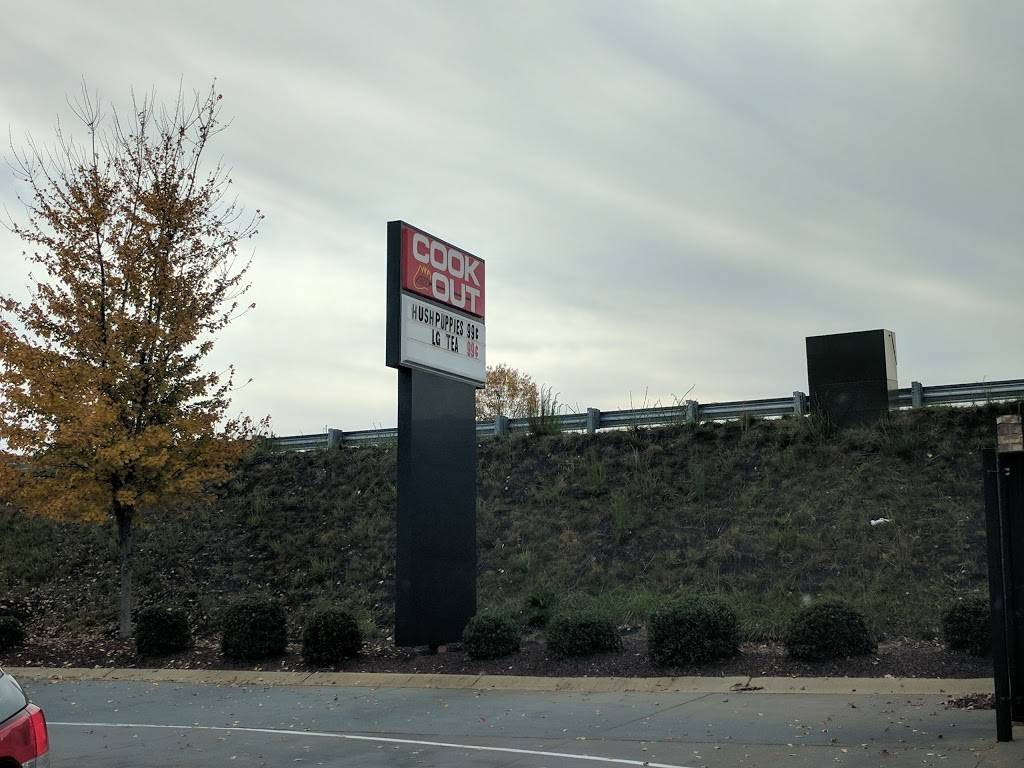 COOK
OUT
HUSHPUPPIES 99¢
LG TEA 99¢